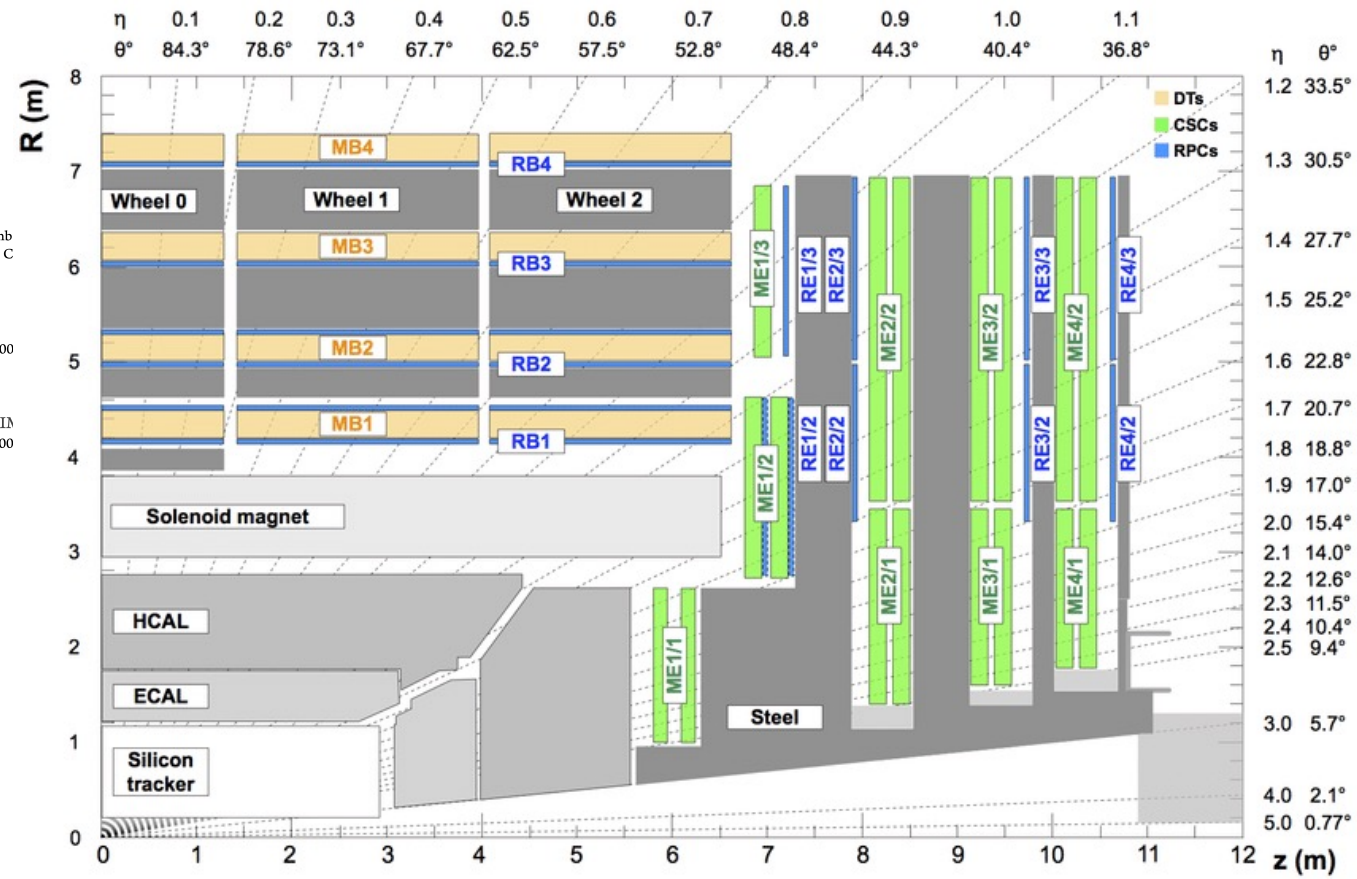 η 0.1 0.2 0.3 0.4 0.5 0.6 0.7 0.8 0.9 1.0 1.1
θ° 84.3° 78.6° 73.1° 67.7° 62.5° 57.5° 52.8° 48.4° 44.3° 40.4° 36.8° η θ°
R (m)
8
7
6
5
4
3
2
1
0
1.2 33.5°
1.3 30.5°
1.4 27.7°
1.5 25.2°
1.6 22.8°
1.7 20.7°
1.8 18.8°
1.9 17.0°
2.0 15.4°
2.1 14.0°
2.2 12.6°
2.3 11.5°
2.4 10.4°
2.5 9.4°
3.0 5.7°
4.0 2.1°
5.0 0.77°
DTs
CSCs
RPCs
MB4
RB4
Wheel 0 Wheel 1 Wheel 2
MB3
RB3
MB2
RB2
MB1
RB1
ME1/3
RE1/3
RE2/3
ME2/2
ME3/2
RE3/3
ME4/2
RE4/3
ME1/2
RE1/2
RE2/2
RE3/2
RE4/2
Solenoid magnet
HCAL
ECAL
Silicon
tracker
ME1/1
ME2/1
ME3/1
ME4/1
Steel
0 1 2 3 4 5 6 7 8 9 10 11 12 z (m)
nb
C
00
00